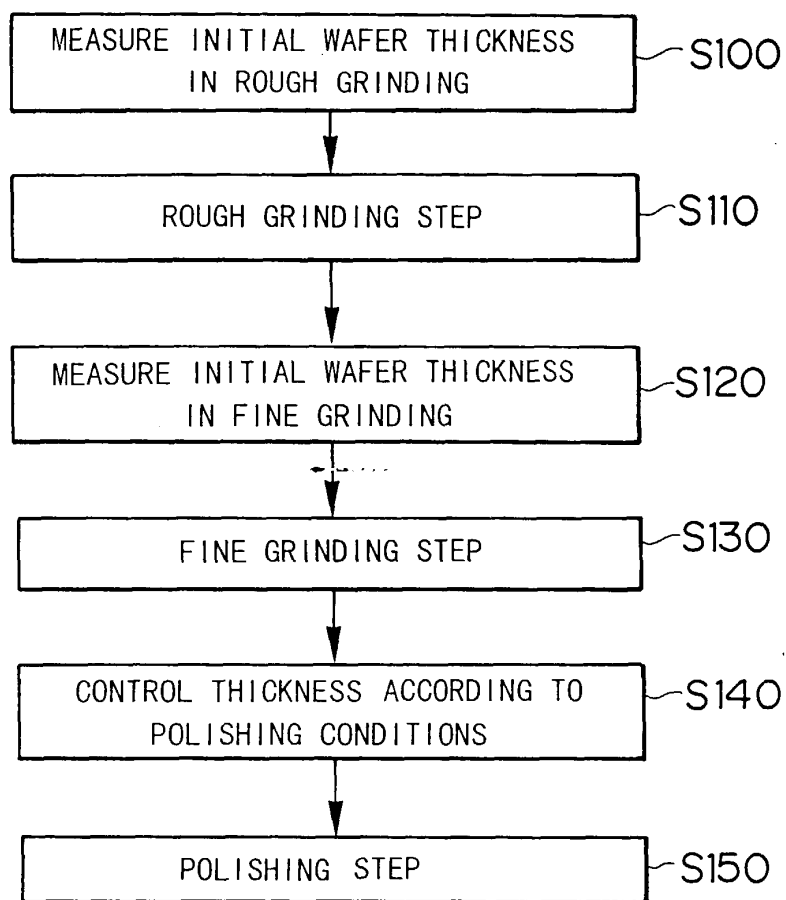 MEASURE INITIAL WAFER THICKNESS
IN ROUGH GRINDING
S100
ROUGH GRINDING STEP
S110
MEASURE INITIAL WAFER THICKNESS
IN FINE GRINDING
S120
FINE GRINDING STEP
S130
CONTROL THICKNESS ACCORDING TO
POLISHING CONDITIONS
S140
POLISHING STEP
S150